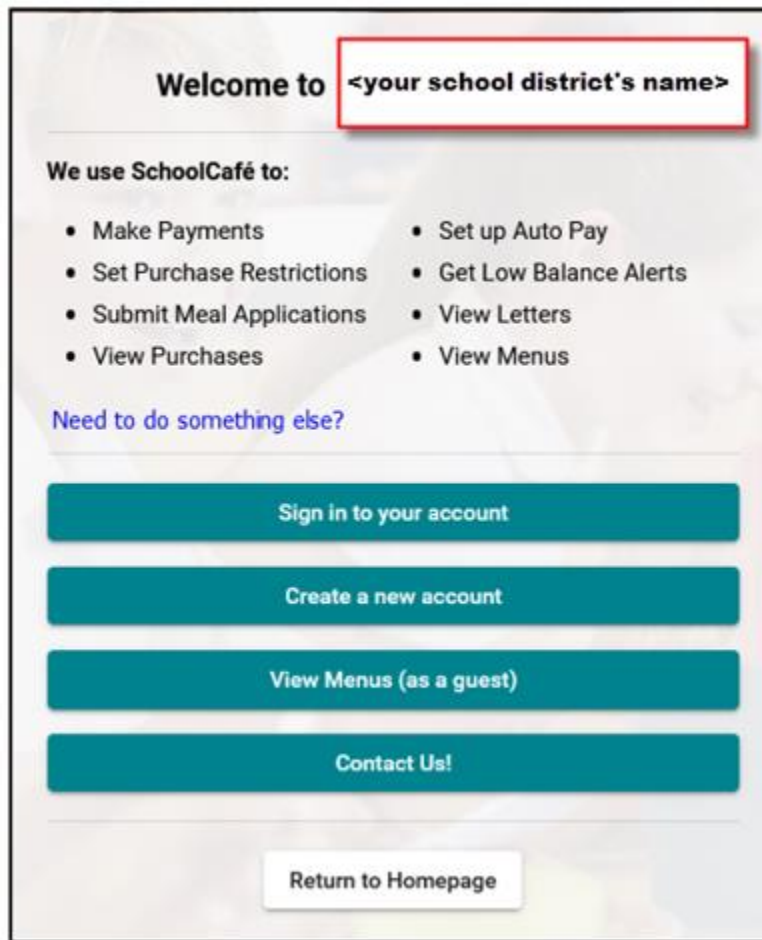 Welcome to <your school district's name>
We use SchoolCafé to:
• Make Payments
• Set Purchase Restrictions
• Submit Meal Applications
• View Purchases
• Set up Auto Pay
• Get Low Balance Alerts
• View Letters
• View Menus
Need to do something else?
Sign in to your account
Create a new account
View Menus (as a guest)
Contact Us!
Return to Homepage